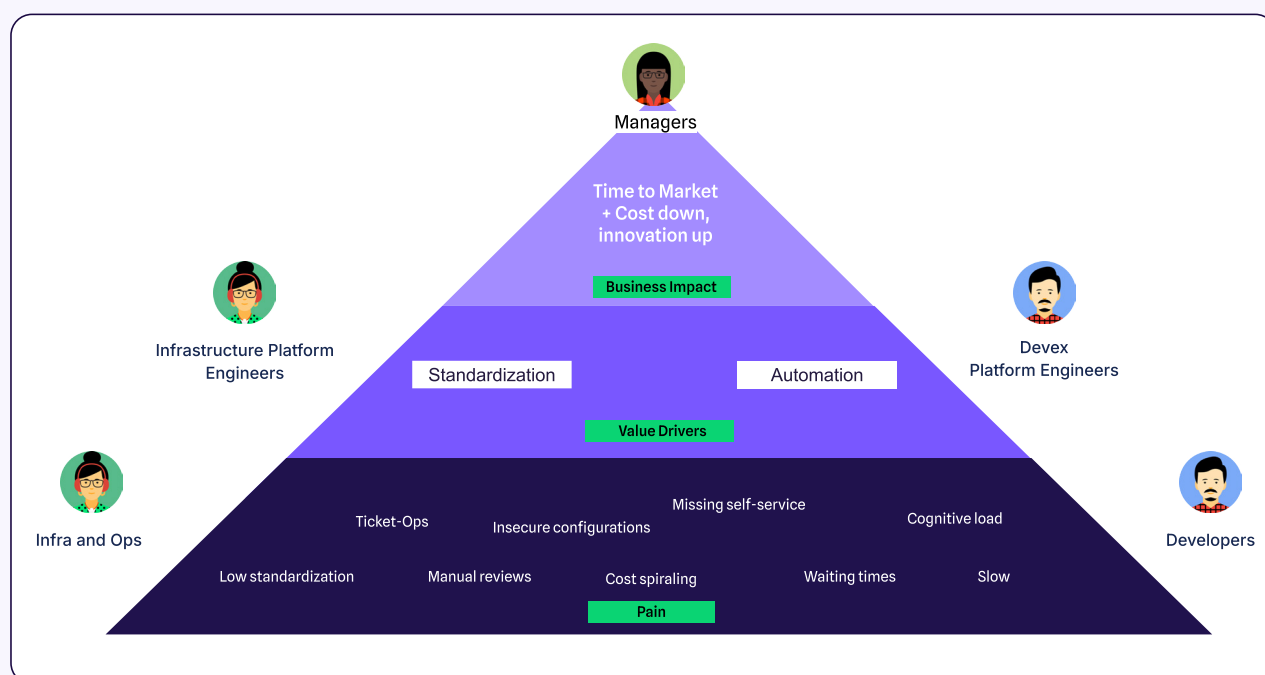 Managers
Time to Market
+ Cost down,
innovation up
Business Impact
Infrastructure Platform
Engineers
Devex
Platform Engineers
Standardization
Automation
Value Drivers
Infra and Ops
Developers
Missing self-service
Ticket-Ops
Insecure configurations
Cognitive load
Low standardization
Manual reviews
Cost spiraling
Waiting times
Slow
Pain